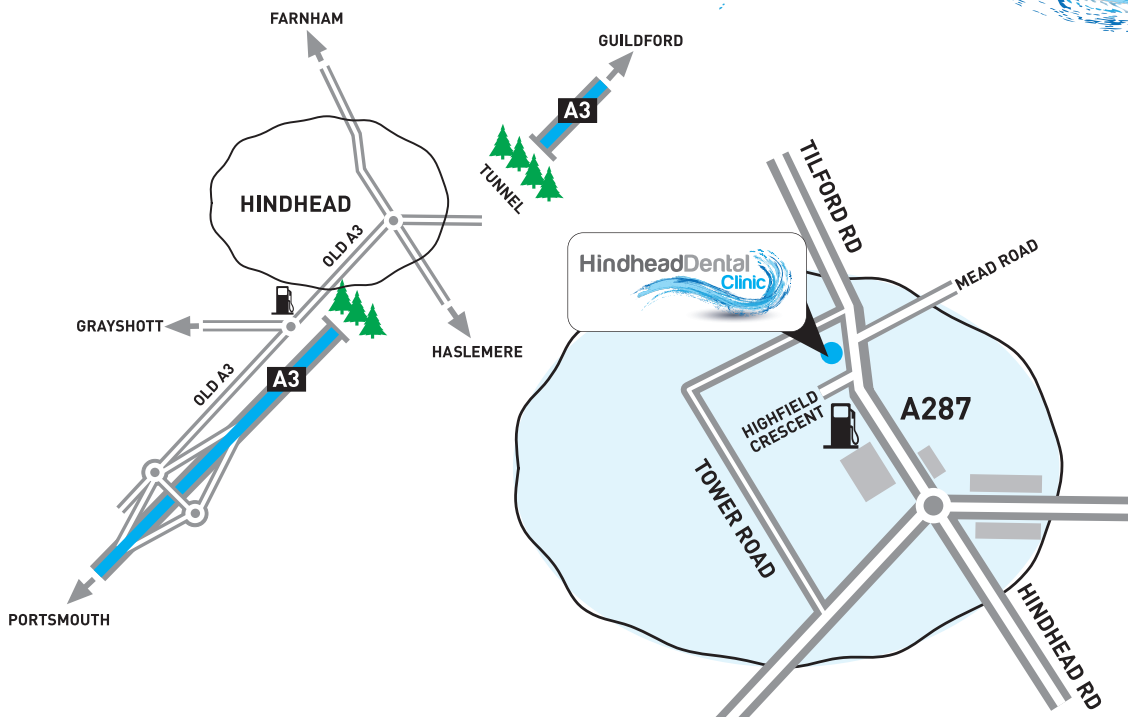 FARNHAM
GUILDFORD
A3
TUNNEL
HINDHEAD
OLD A3
GRAYSHOTT
HASLEMERE
OLD A3
A3
PORTSMOUTH
TILFORD RD
MEAD ROAD
HindheadDental
Clinic
HIGHFIELD
CRESCENT
A287
TOWER ROAD
HINDHEAD RD